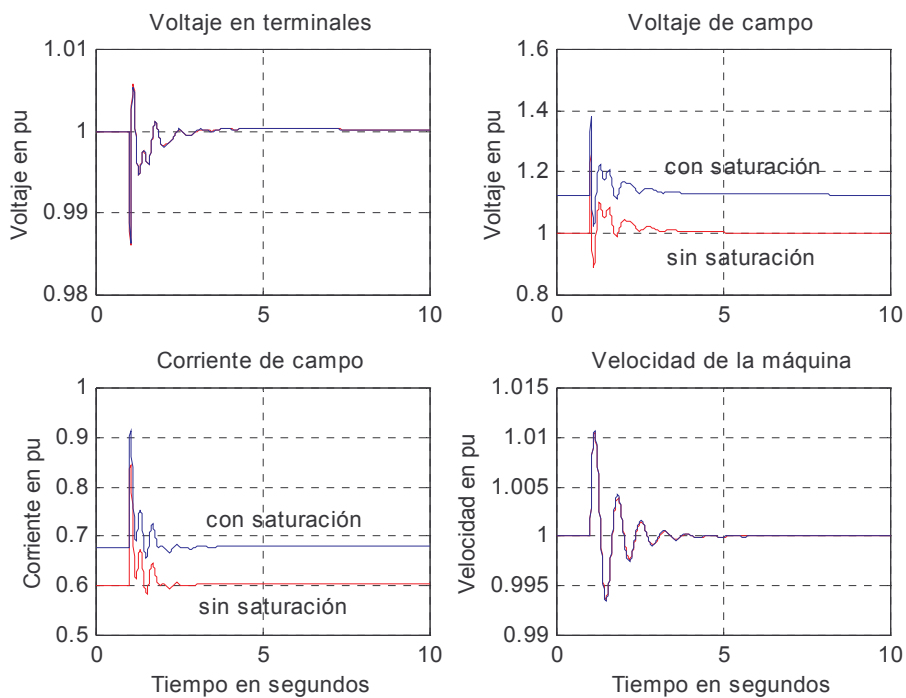 Voltaje en terminales
Voltaje en pu
1.01
1
0.99
0.98
0
5
10
Voltaje de campo
Voltaje en pu
1.6
1.4
1.2
1
0.8
con saturación
sin saturación
0
5
10
Corriente de campo
Corriente en pu
1
0.9
0.8
0.7
0.6
0.5
con saturación
sin saturación
0
5
10
Tiempo en segundos
Velocidad de la máquina
Velocidad en pu
1.015
1.01
1.005
1
0.995
0.99
0
5
10
Tiempo en segundos